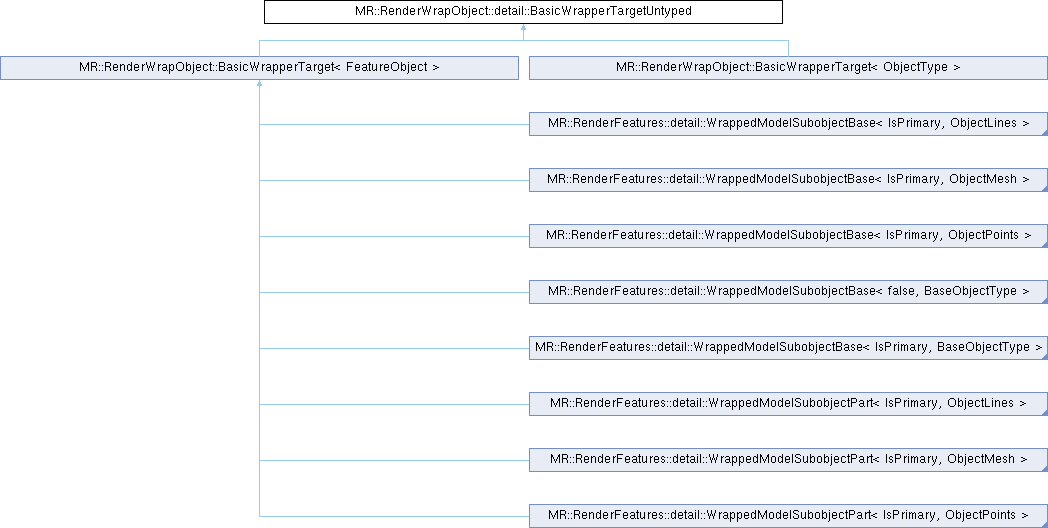 MR::RenderWrapObject::detail::BasicWrapperTargetUntyped
MR::RenderWrapObject::BasicWrapperTarget< FeatureObject >
MR::RenderWrapObject::BasicWrapperTarget< ObjectType >
MR::RenderFeatures::detail::WrappedModelSubobjectBase< IsPrimary, ObjectLines >
MR::RenderFeatures::detail::WrappedModelSubobjectBase< IsPrimary, ObjectMesh >
MR::RenderFeatures::detail::WrappedModelSubobjectBase< IsPrimary, ObjectPoints >
MR::RenderFeatures::detail::WrappedModelSubobjectBase< false, BaseObjectType >
MR::RenderFeatures::detail::WrappedModelSubobjectBase< IsPrimary, BaseObjectType >
MR::RenderFeatures::detail::WrappedModelSubobjectPart< IsPrimary, ObjectLines >
MR::RenderFeatures::detail::WrappedModelSubobjectPart< IsPrimary, ObjectMesh >
MR::RenderFeatures::detail::WrappedModelSubobjectPart< IsPrimary, ObjectPoints >